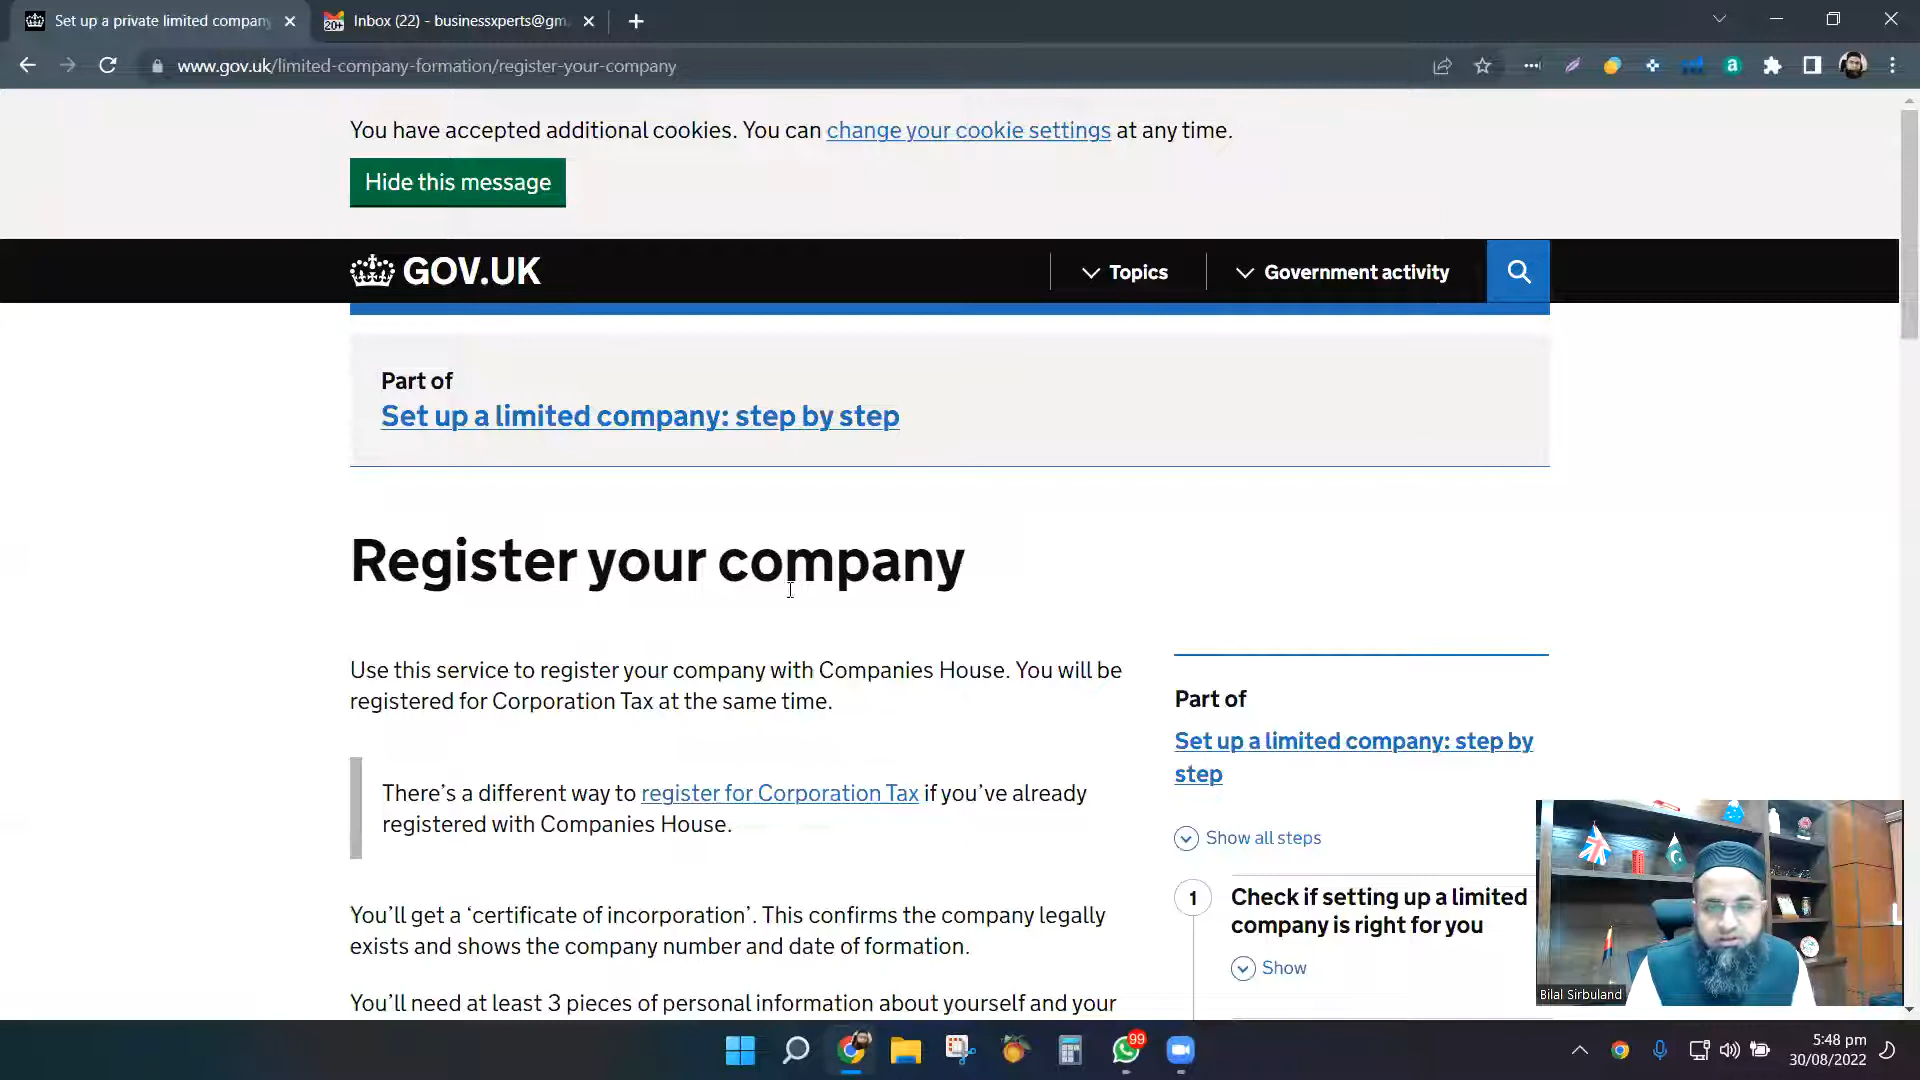 Set up a private limited company
20+
Inbox (22) - businessxperts@gm
www.gov.uk/limited-company-formation/register-your-company
a
You have accepted additional cookies. You can change your cookie settings at any time.
Hide this message
GOV.UK
Topics
Government activity
Part of
Set up a limited company: step by step
Register your company
Use this service to register your company with Companies House. You will be
registered for Corporation Tax at the same time.
There's a different way to register for Corporation Tax if you've already
registered with Companies House.
You'll get a ‘certificate of incorporation’. This confirms the company legally
exists and shows the company number and date of formation.
You'll need at least 3 pieces of personal information about yourself and your
Part of
Set up a limited company: step by
step
Show all steps
1
Check if setting up a limited
company is right for you
Show
Bilal Sirbuland
99
5:48 pm
30/08/2022